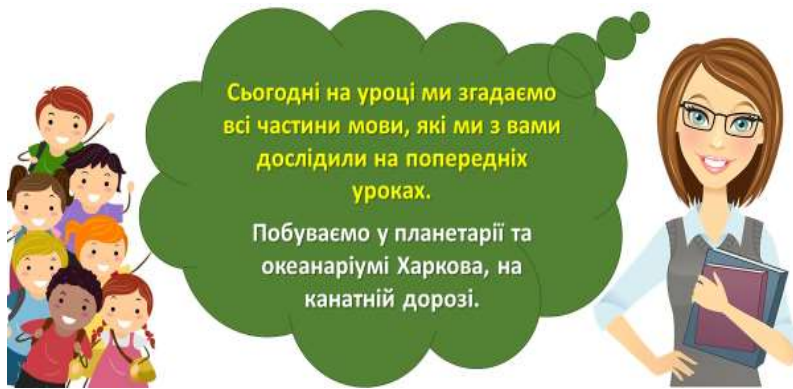 Сьогодні на уроці ми згадаємо
всі частини мови, які ми з вами
дослідили на попередніх
уроках.
Побуваємо у планетарії та
океанаріумі Харкова, на
канатній дорозі.